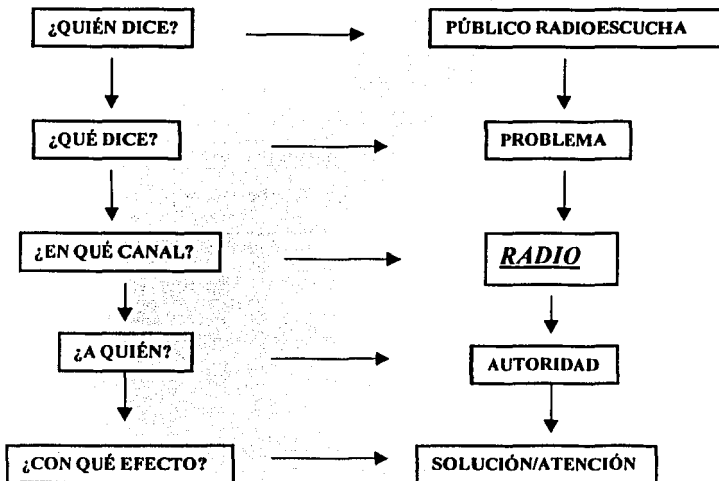 ¿QUIÉN DICE? PÚBLICO RADIOESCUCHA
¿QUÉ DICE? PROBLEMA
¿EN QUÉ CANAL? RADIO
¿A QUIÉN? AUTORIDAD
¿CON QUÉ EFECTO? SOLUCIÓN/ATENCIÓN